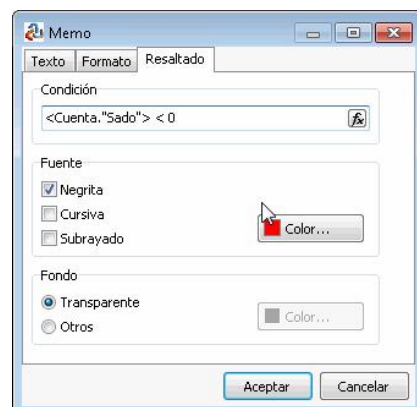 Memo
Texto Formato Resaltado
Condición
<Cuenta."Sado"> < 0
fx
Fuente
Negrita
Cursiva
Subrayado
Color...
Fondo
Transparente
Otros
Color...
Aceptar Cancelar